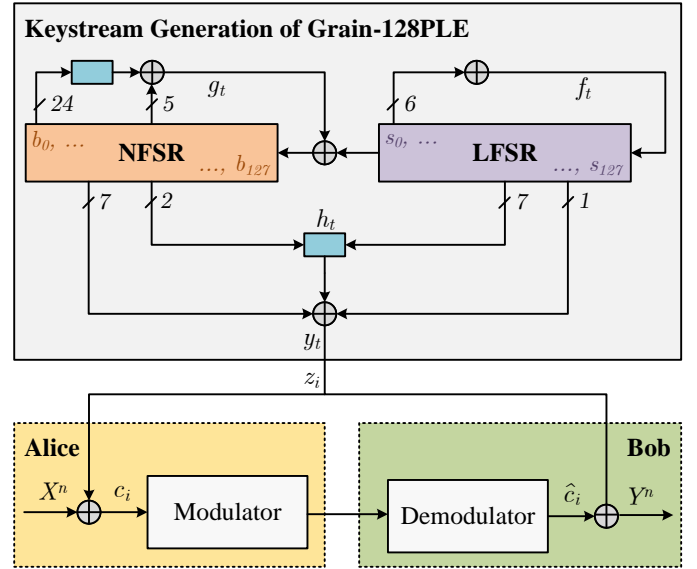 Keystream Generation of Grain-128PLE
24 5 g_t 6 f_t
b_0, ... NFSR ..., b_127
s_0, ... LFSR ..., s_127
7 2 h_t 7 1
y_t
z_i
Alice Bob
X^n c_i Modulator Demodulator ĉ_i Y^n